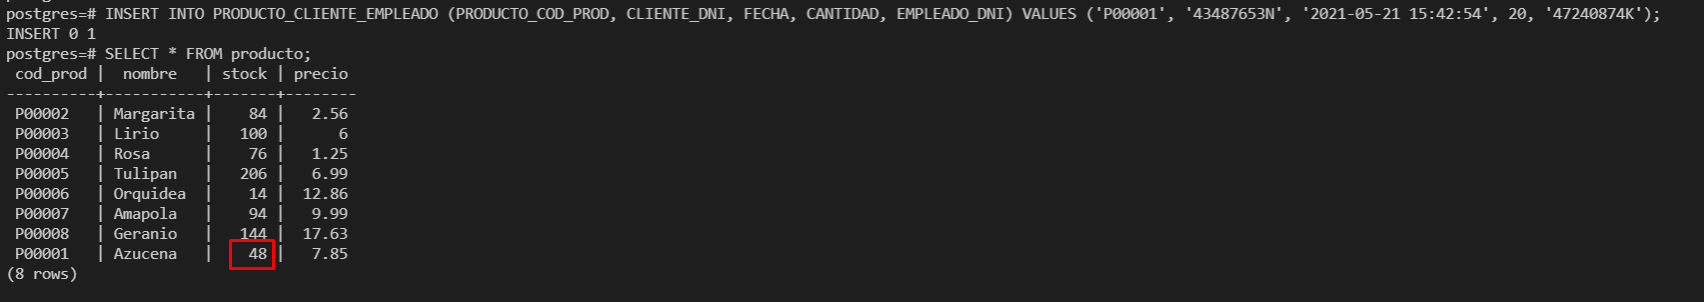 postgres=# INSERT INTO PRODUCTO_CLIENTE_EMPLEADO (PRODUCTO_COD_PROD, CLIENTE_DNI, FECHA, CANTIDAD, EMPLEADO_DNI) VALUES ('P00001', '43487653N', '2021-05-21 15:42:54', 20, '47240874K');
INSERT 0 1
postgres=# SELECT * FROM producto;
 cod_prod |  nombre   | stock | precio
----------+-----------+-------+--------
 P00002   | Margarita |    84 |   2.56
 P00003   | Lirio     |   100 |      6
 P00004   | Rosa      |    76 |   1.25
 P00005   | Tulipan   |   206 |   6.99
 P00006   | Orquidea  |    14 |  12.86
 P00007   | Amapola   |    94 |   9.99
 P00008   | Geranio   |   144 |  17.63
 P00001   | Azucena   |    48 |   7.85
(8 rows)